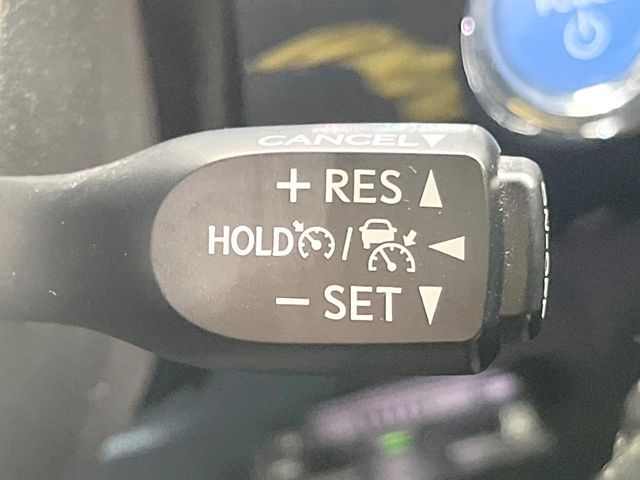 CANCEL▼
+ RES ▲
HOLD / ◄
− SET ▼